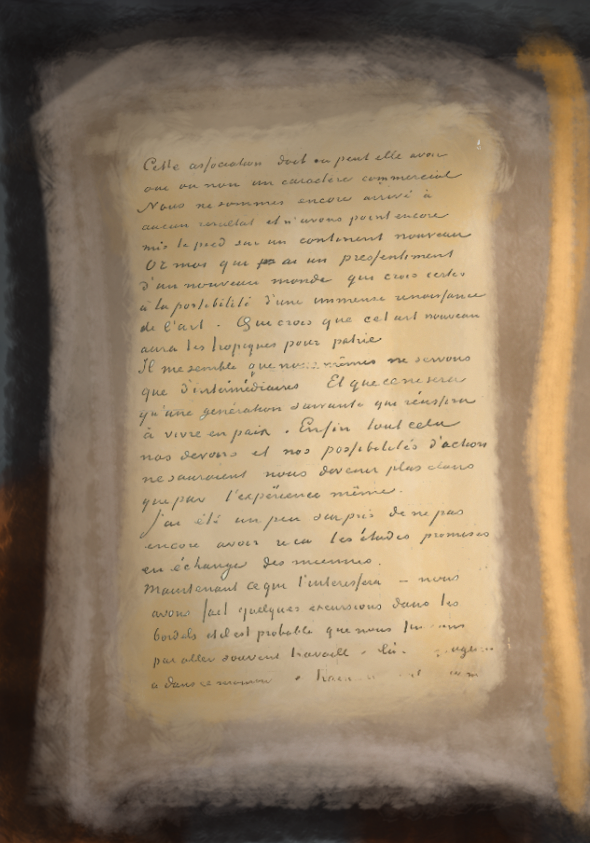 Cette association doit ou peut elle avoir
oui ou non un caractère commercial
Nous ne sommes encore arrivé à
aucun resultat et n'avons point encore
mis le pied sur un continent nouveau
Or moi qui ai un pressentiment
d'un nouveau monde qui crois certes
à la possibilité d'une immense renaissance
de l'art. Qui crois que cet art nouveau
aura les tropiques pour patrie
Il me semble que nous mêmes ne servons
que d'intermédiaires Et que ce ne sera
qu'une génération suivante qui réussira
à vivre en paix. Enfin tout cela
nos devoirs et nos possibilités d'action
ne sauraient nous devenir plus clairs
que par l'expérience même.
J'ai été un peu surpris de ne pas
encore avoir reçu les études promises
en échange des miennes.
Maintenant ce qui t'intéressera – nous
avons fait quelques excursions dans les
bordels et il est probable que nous
par aller souvent travailler là.
a dans ce moment